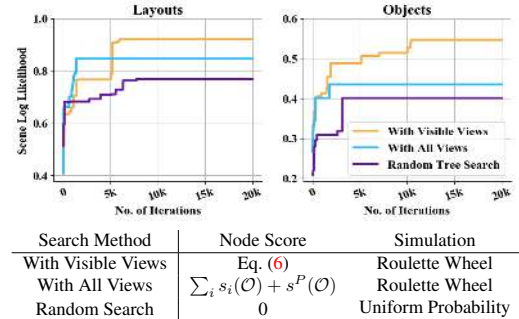 Layouts
Objects
Scene Log Likelihood
1.0
0.8
0.6
0.4
0 5k 10k 15k 20k
No. of Iterations
0.6
0.5
0.4
0.3
0.2
0 5k 10k 15k 20k
No. of Iterations
With Visible Views
With All Views
Random Tree Search
Search Method Node Score Simulation
With Visible Views Eq. (6) Roulette Wheel
With All Views ∑ᵢ sᵢ(𝒪) + sᴾ(𝒪) Roulette Wheel
Random Search 0 Uniform Probability